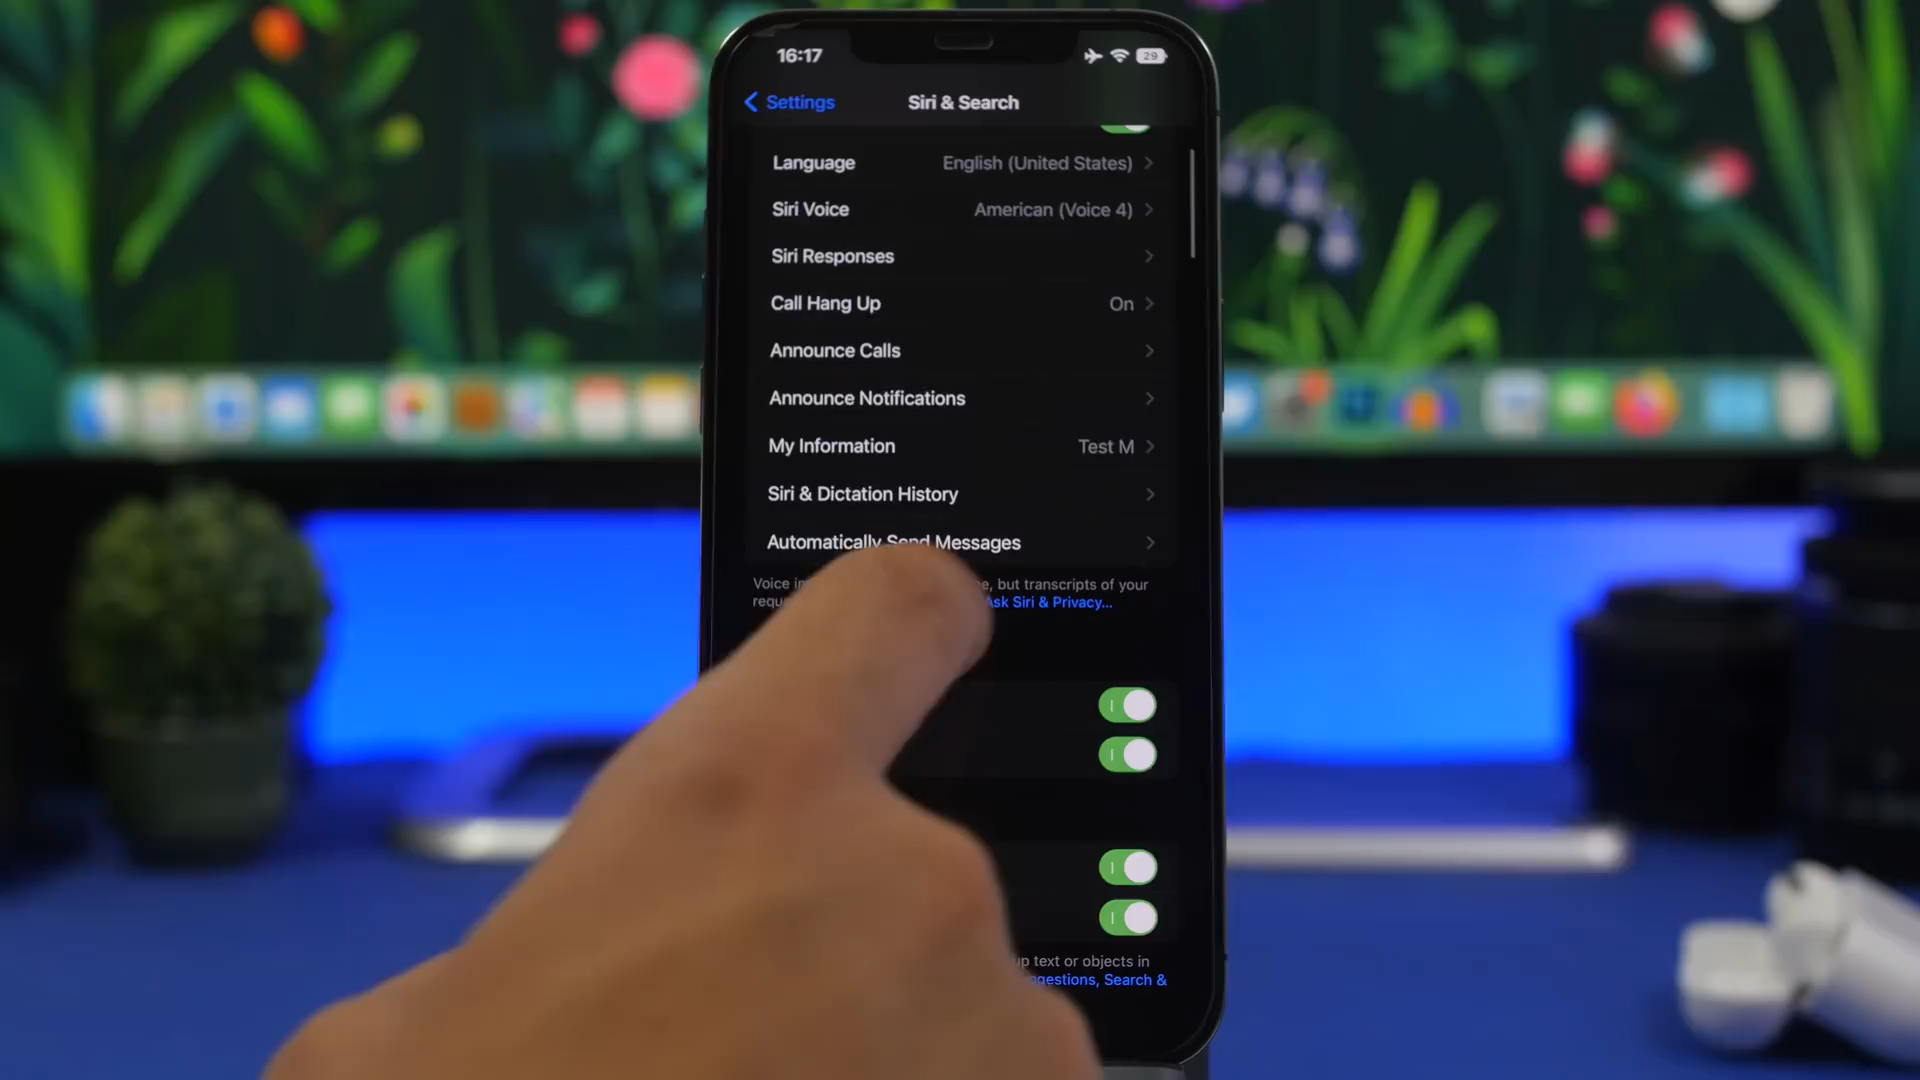 16:17
29
Settings
Siri & Search
Language English (United States)
Siri Voice American (Voice 4)
Siri Responses
Call Hang Up On
Announce Calls
Announce Notifications
My Information Test M
Siri & Dictation History
Automatically Send Messages
Voice but transcripts of your
Ask Siri & Privacy...
up text or objects in
Search &